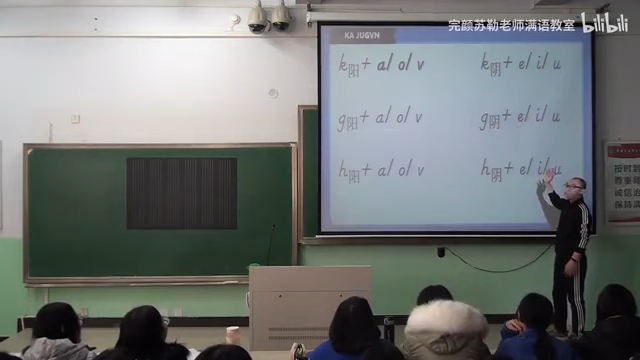 完颜苏勒老师满语教室 bilibili
KA JUGVN
k阳+ a/ o/ v k阴+ e/ i/ u
g阳+ a/ o/ v g阴+ e/ i/ u
h阳+ a/ o/ v h阴+ e/ i/ u